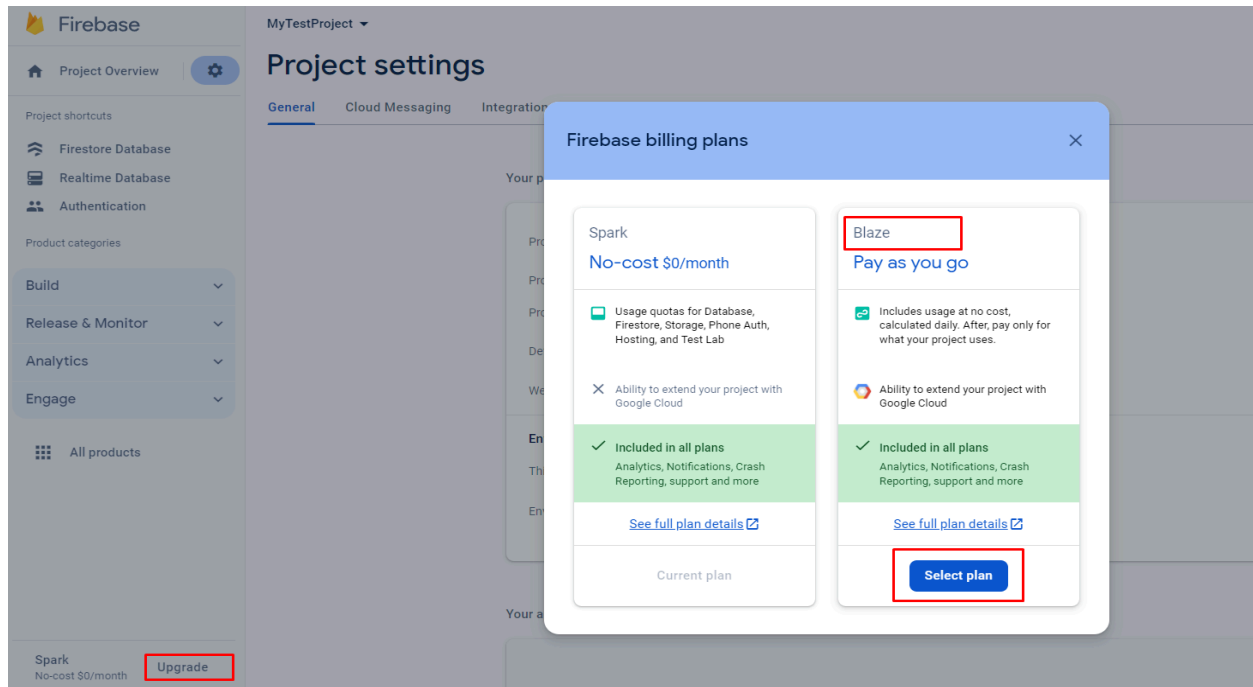 Firebase
Project Overview
Project shortcuts
Firestore Database
Realtime Database
Authentication
Product categories
Build
Release & Monitor
Analytics
Engage
All products
Spark
No-cost $0/month
Upgrade
MyTestProject
Project settings
General Cloud Messaging
Your
Firebase billing plans
Spark
No-cost $0/month
Usage quotas for Database,
Firestore, Storage, Phone Auth,
Hosting, and Test Lab
Ability to extend your project with
Google Cloud
Included in all plans
Analytics, Notifications, Crash
Reporting, support and more
See full plan details
Current plan
Blaze
Pay as you go
Includes usage at no cost,
calculated daily. After, pay only for
what your project uses.
Ability to extend your project with
Google Cloud
Included in all plans
Analytics, Notifications, Crash
Reporting, support and more
See full plan details
Select plan
Your